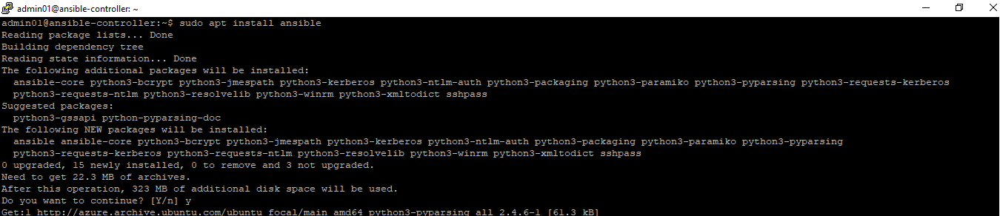 admin01@ansible-controller: ~
admin01@ansible-controller:~$ sudo apt install ansible
Reading package lists... Done
Building dependency tree
Reading state information... Done
The following additional packages will be installed:
  ansible-core python3-bcrypt python3-jmespath python3-kerberos python3-ntlm-auth python3-packaging python3-paramiko python3-pyparsing python3-requests-kerberos
  python3-requests-ntlm python3-resolvelib python3-winrm python3-xmltodict sshpass
Suggested packages:
  python3-gssapi python-pyparsing-doc
The following NEW packages will be installed:
  ansible ansible-core python3-bcrypt python3-jmespath python3-kerberos python3-ntlm-auth python3-packaging python3-paramiko python3-pyparsing
  python3-requests-kerberos python3-requests-ntlm python3-resolvelib python3-winrm python3-xmltodict sshpass
0 upgraded, 15 newly installed, 0 to remove and 3 not upgraded.
Need to get 22.3 MB of archives.
After this operation, 323 MB of additional disk space will be used.
Do you want to continue? [Y/n] y
Get:1 http://azure.archive.ubuntu.com/ubuntu focal/main amd64 python3-pyparsing all 2.4.6-1 [61.3 kB]